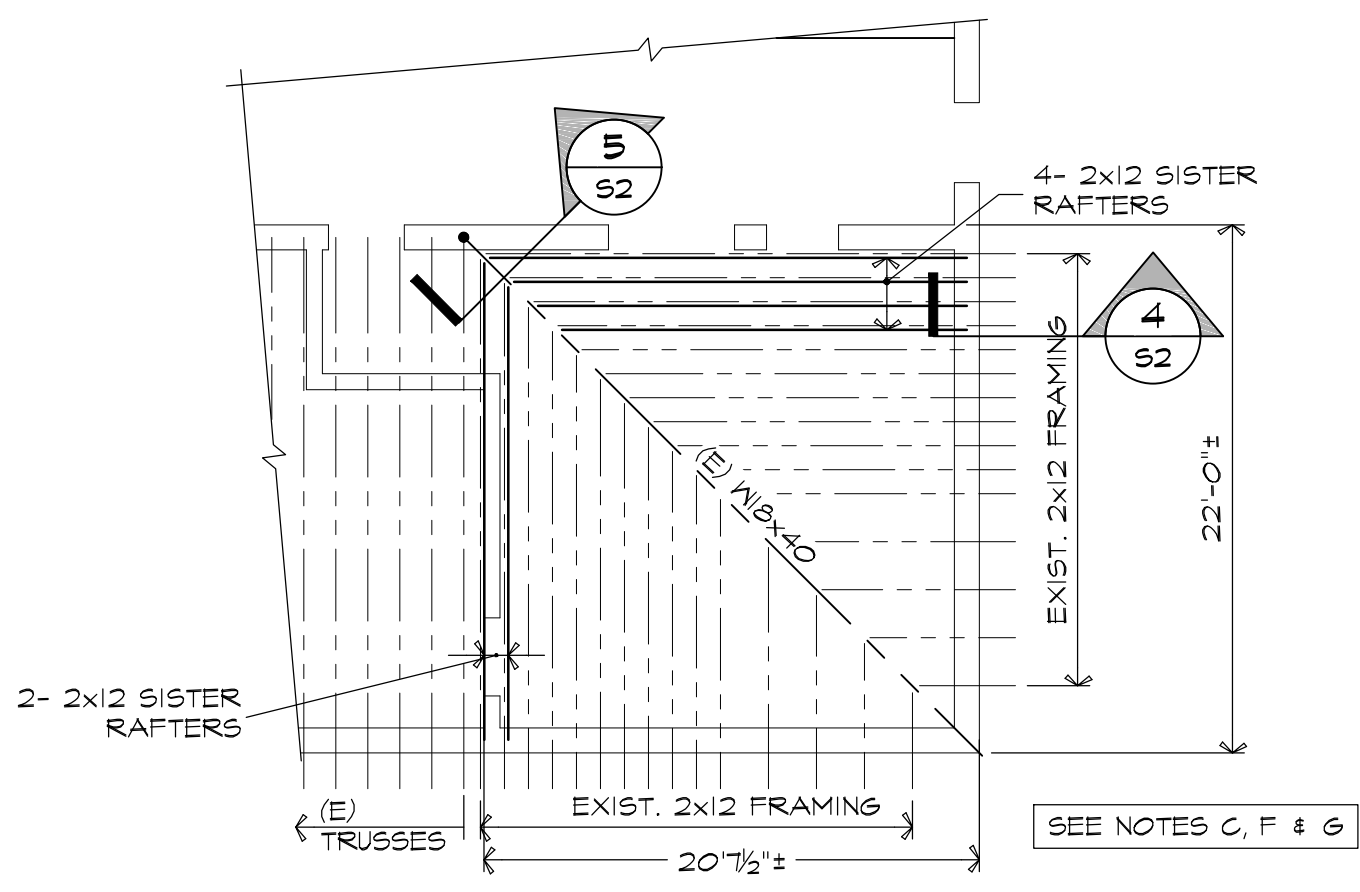 5
S2
4- 2x12 SISTER
RAFTERS
4
S2
EXIST. 2x12 FRAMING
22'-0"±
(E) W18x40
2- 2x12 SISTER
RAFTERS
(E)
TRUSSES
EXIST. 2x12 FRAMING
20'7½"±
SEE NOTES C, F & G